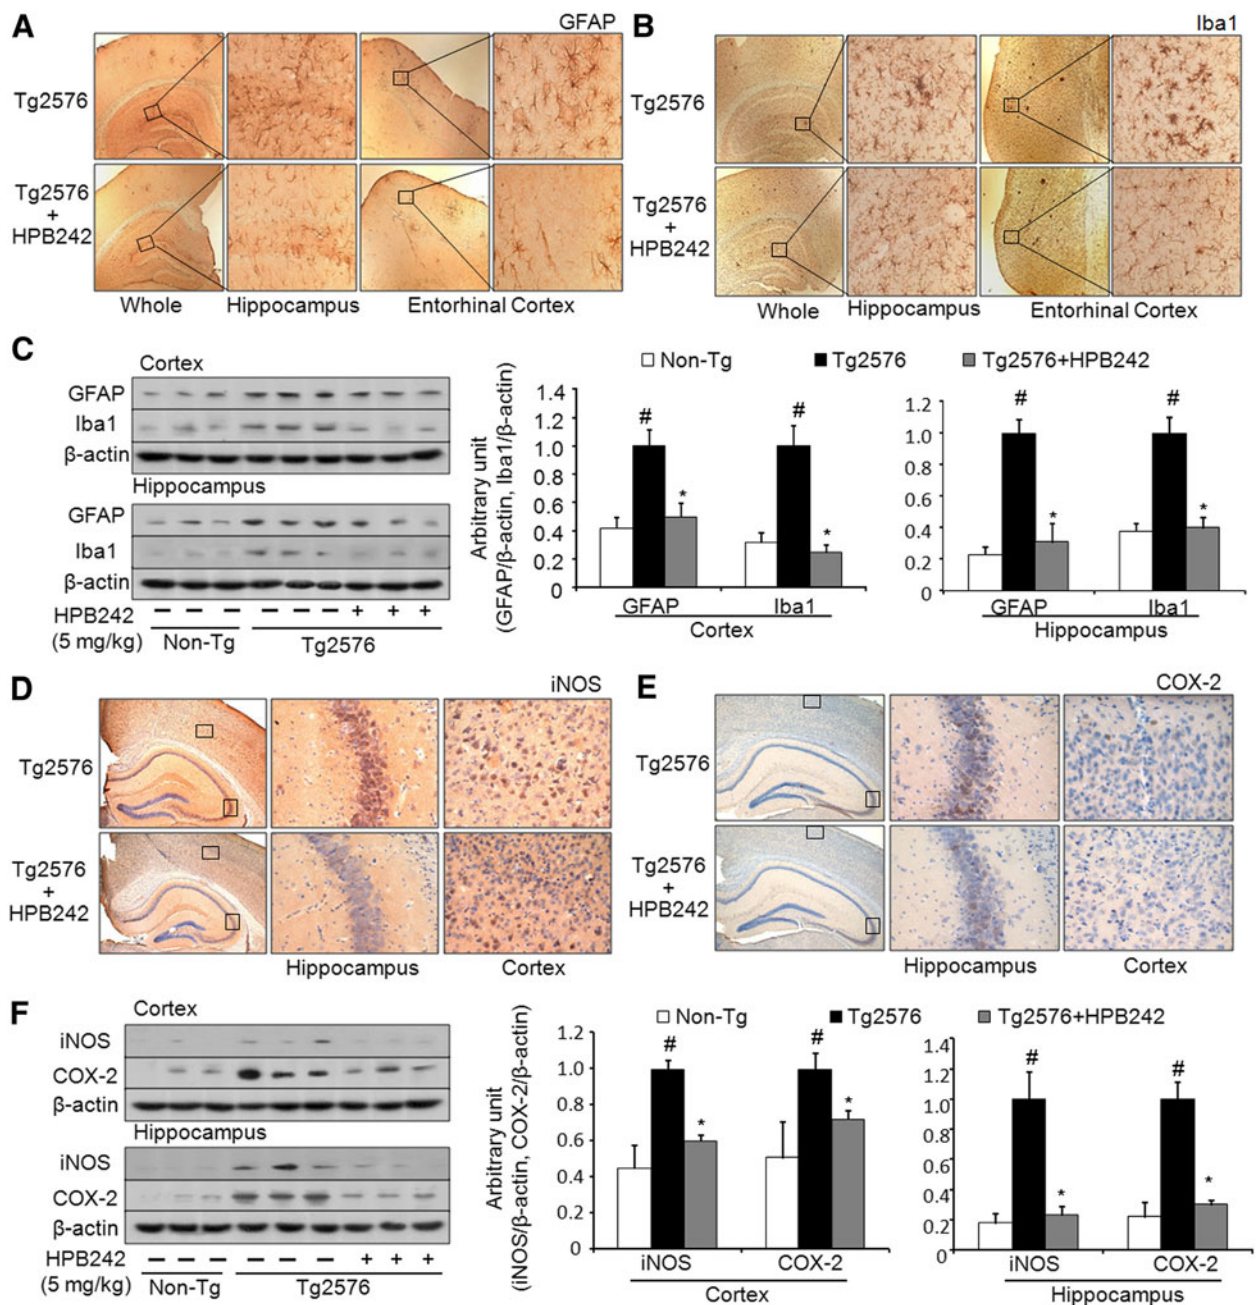 A
GFAP
Tg2576
Tg2576
+
HPB242
Whole
Hippocampus
Entorhinal Cortex
B
Iba1
Tg2576
Tg2576
+
HPB242
Whole
Hippocampus
Entorhinal Cortex
C
Cortex
GFAP
Iba1
β-actin
Hippocampus
GFAP
Iba1
β-actin
HPB242 − − − − − − + + +
(5 mg/kg) Non-Tg Tg2576
Non-Tg Tg2576 Tg2576+HPB242
Arbitrary unit
(GFAP/β-actin, Iba1/β-actin)
1.4
1.2
1.0
0.8
0.6
0.4
0.2
0
# * # *
GFAP Iba1
Cortex
1.2
1.0
0.8
0.6
0.4
0.2
0
# * # *
GFAP Iba1
Hippocampus
D
iNOS
Tg2576
Tg2576
+
HPB242
Hippocampus
Cortex
E
COX-2
Tg2576
Tg2576
+
HPB242
Hippocampus
Cortex
F
Cortex
iNOS
COX-2
β-actin
Hippocampus
iNOS
COX-2
β-actin
HPB242 − − − − − − + + +
(5 mg/kg) Non-Tg Tg2576
Non-Tg Tg2576 Tg2576+HPB242
Arbitrary unit
(iNOS/β-actin, COX-2/β-actin)
1.2
1.0
0.8
0.6
0.4
0.2
0
# * # *
iNOS COX-2
Cortex
1.4
1.2
1.0
0.8
0.6
0.4
0.2
0
# * # *
iNOS COX-2
Hippocampus